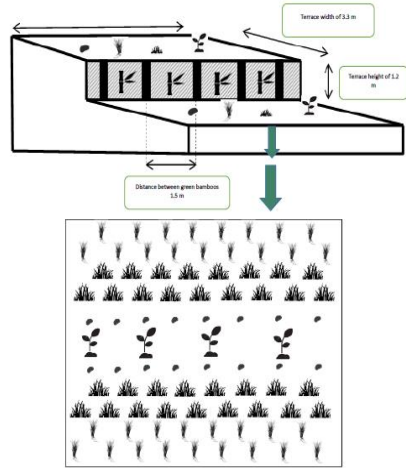 Terrace width of 3.3 m
Terrace height of 1.2
m
Distance between green bamboos
1.5 m